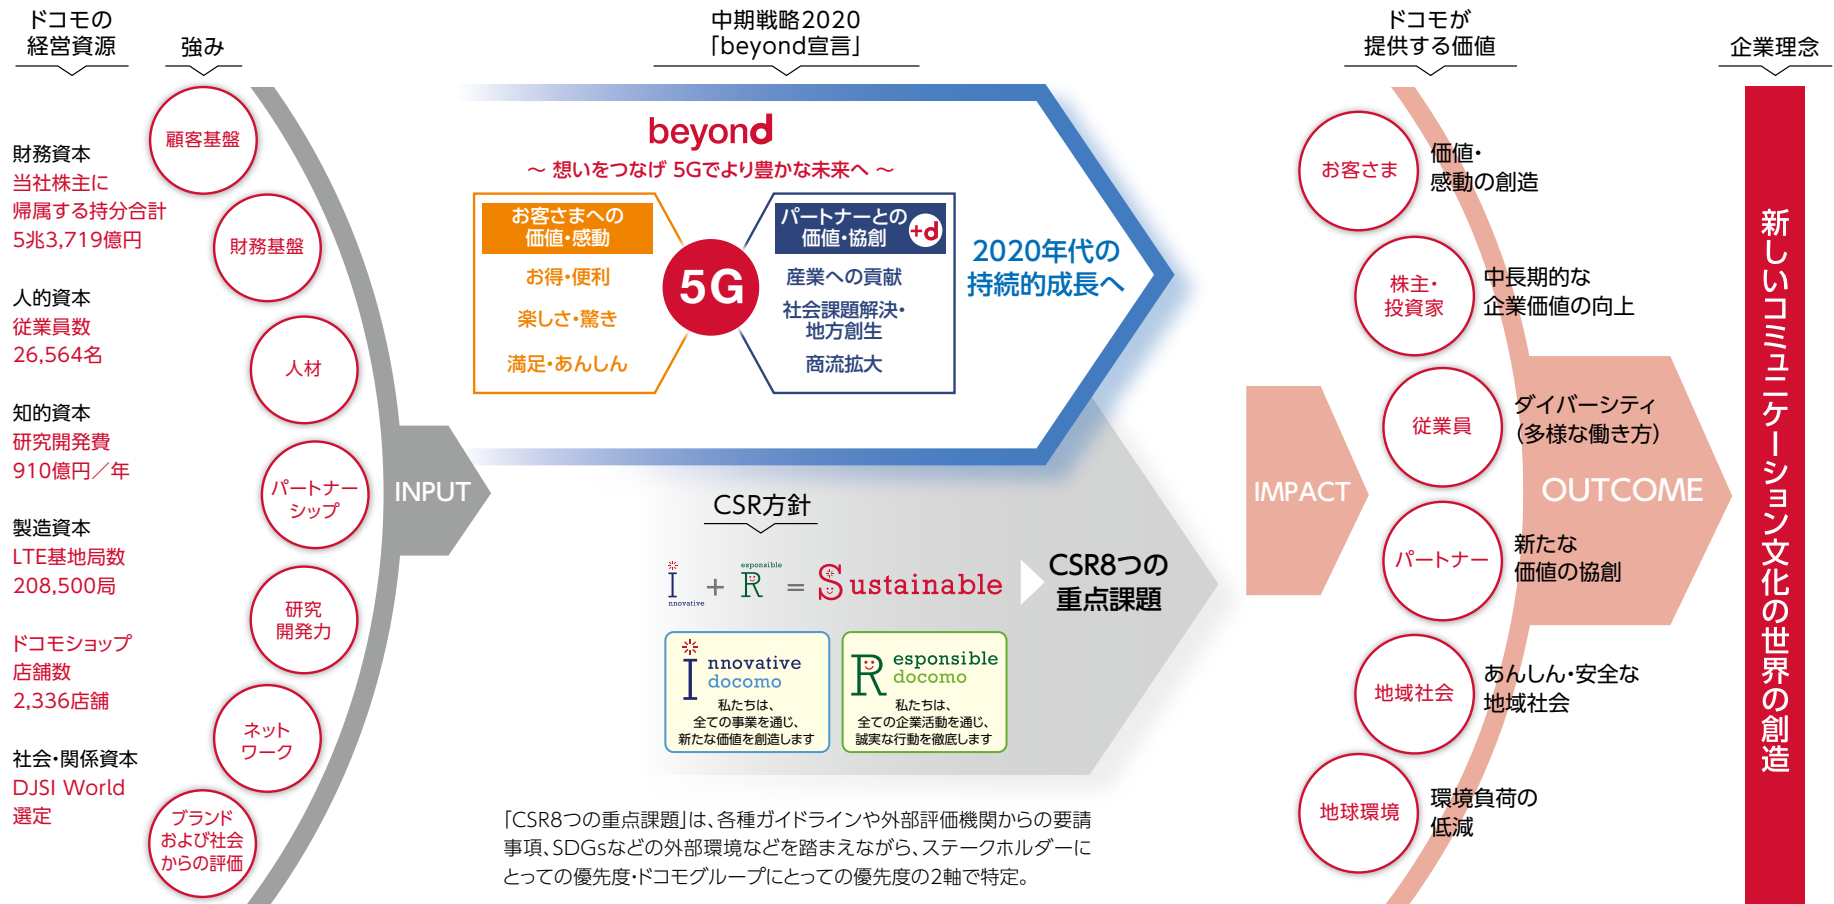 ドコモの
経営資源
財務資本
当社株主に
帰属する持分合計
5兆3,719億円
人的資本
従業員数
26,564名
知的資本
研究開発費
910億円／年
製造資本
LTE基地局数
208,500局
ドコモショップ
店舗数
2,336店舗
社会・関係資本
DJSI World
選定
強み
顧客基盤
財務基盤
人材
パートナー
シップ
研究
開発力
ネット
ワーク
ブランド
および社会
からの評価
INPUT
中期戦略2020
「beyond宣言」
beyond
～ 想いをつなげ 5Gでより豊かな未来へ ～
お客さまへの
価値・感動
お得・便利
楽しさ・驚き
満足・あんしん
5G
パートナーとの
価値・協創
+d
産業への貢献
社会課題解決・
地方創生
商流拡大
2020年代の
持続的成長へ
CSR方針
Innovative + Responsible = Sustainable
CSR8つの
重点課題
Innovative
docomo
私たちは、
全ての事業を通じ、
新たな価値を創造します
Responsible
docomo
私たちは、
全ての企業活動を通じ、
誠実な行動を徹底します
「CSR8つの重点課題」は、各種ガイドラインや外部評価機関からの要請
事項、SDGsなどの外部環境などを踏まえながら、ステークホルダーに
とっての優先度・ドコモグループにとっての優先度の2軸で特定。
IMPACT
ドコモが
提供する価値
お客さま
価値・
感動の創造
株主・
投資家
中長期的な
企業価値の向上
従業員
ダイバーシティ
（多様な働き方）
パートナー
新たな
価値の協創
地域社会
あんしん・安全な
地域社会
地球環境
環境負荷の
低減
OUTCOME
企業理念
新しいコミュニケーション文化の世界の創造